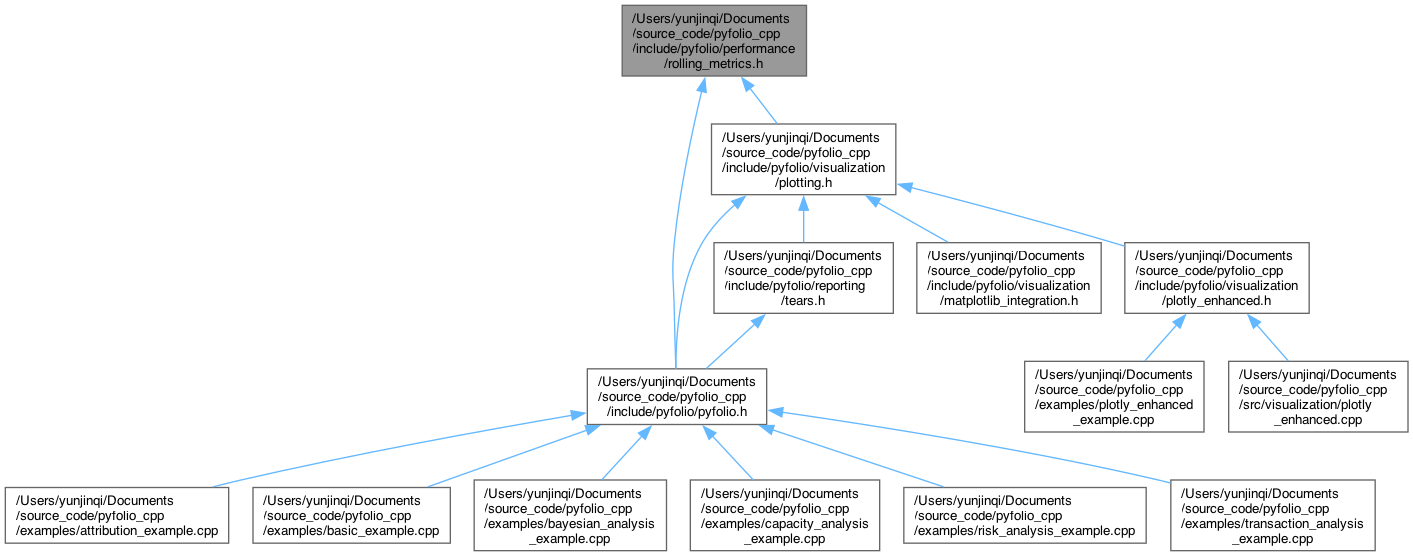 /Users/yunjinqi/Documents
/source_code/pyfolio_cpp
/include/pyfolio/performance
/rolling_metrics.h
/Users/yunjinqi/Documents
/source_code/pyfolio_cpp
/include/pyfolio/visualization
/plotting.h
/Users/yunjinqi/Documents
/source_code/pyfolio_cpp
/include/pyfolio/reporting
/tears.h
/Users/yunjinqi/Documents
/source_code/pyfolio_cpp
/include/pyfolio/visualization
/matplotlib_integration.h
/Users/yunjinqi/Documents
/source_code/pyfolio_cpp
/include/pyfolio/visualization
/plotly_enhanced.h
/Users/yunjinqi/Documents
/source_code/pyfolio_cpp
/include/pyfolio/pyfolio.h
/Users/yunjinqi/Documents
/source_code/pyfolio_cpp
/examples/plotly_enhanced
_example.cpp
/Users/yunjinqi/Documents
/source_code/pyfolio_cpp
/src/visualization/plotly
_enhanced.cpp
/Users/yunjinqi/Documents
/source_code/pyfolio_cpp
/examples/attribution_example.cpp
/Users/yunjinqi/Documents
/source_code/pyfolio_cpp
/examples/basic_example.cpp
/Users/yunjinqi/Documents
/source_code/pyfolio_cpp
/examples/bayesian_analysis
_example.cpp
/Users/yunjinqi/Documents
/source_code/pyfolio_cpp
/examples/capacity_analysis
_example.cpp
/Users/yunjinqi/Documents
/source_code/pyfolio_cpp
/examples/risk_analysis_example.cpp
/Users/yunjinqi/Documents
/source_code/pyfolio_cpp
/examples/transaction_analysis
_example.cpp